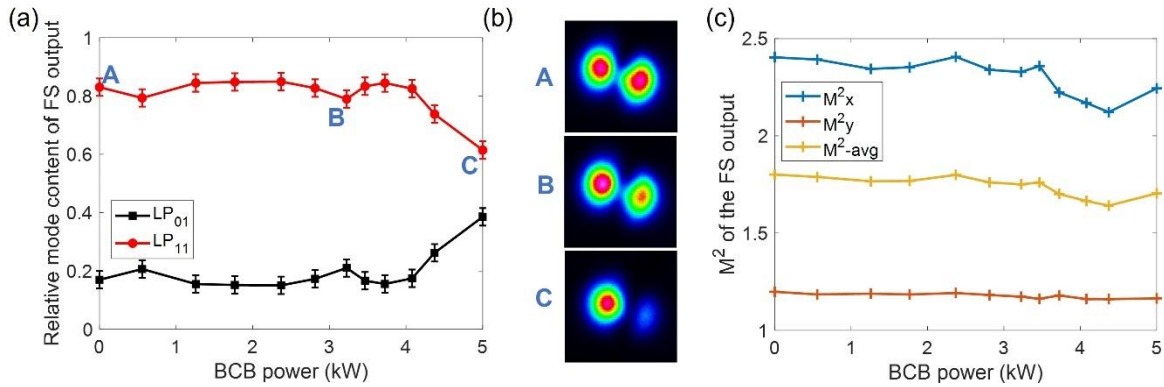 (a)
Relative mode content of FS output
1
0.8
0.6
0.4
0.2
0
A
B
C
LP01
LP11
0 1 2 3 4 5
BCB power (kW)
(b)
A
B
C
(c)
M2 of the FS output
2.5
2
1.5
1
M2x
M2y
M2-avg
0 1 2 3 4 5
BCB power (kW)